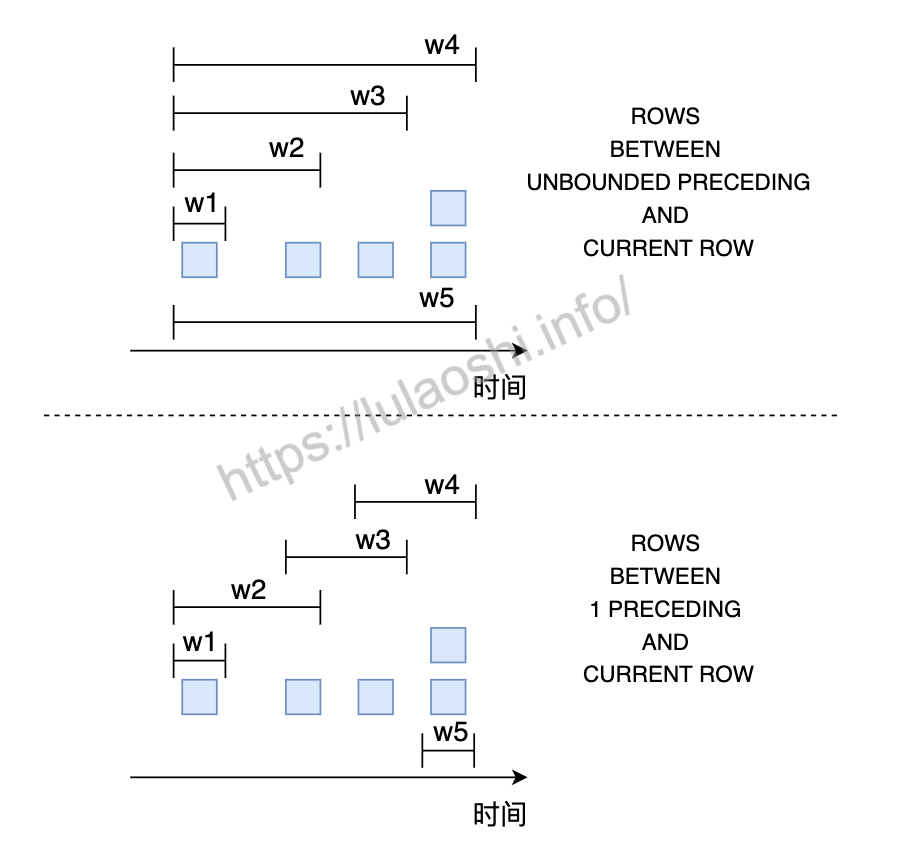 w4
w3
w2
w1
w5
ROWS
BETWEEN
UNBOUNDED PRECEDING
AND
CURRENT ROW
时间
https://lulaoshi.info/
w4
w3
w2
w1
w5
ROWS
BETWEEN
1 PRECEDING
AND
CURRENT ROW
时间